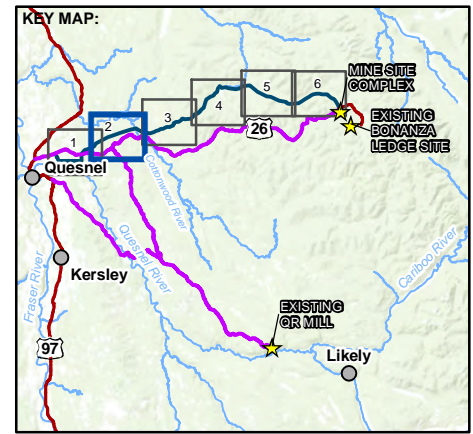 KEY MAP:
MINE SITE
COMPLEX
1
2
3
4
5
6
26
EXISTING
BONANZA
LEDGE SITE
Quesnel
Cottonwood River
Quesnel River
Cariboo River
Fraser River
Kersley
97
EXISTING
QR MILL
Likely